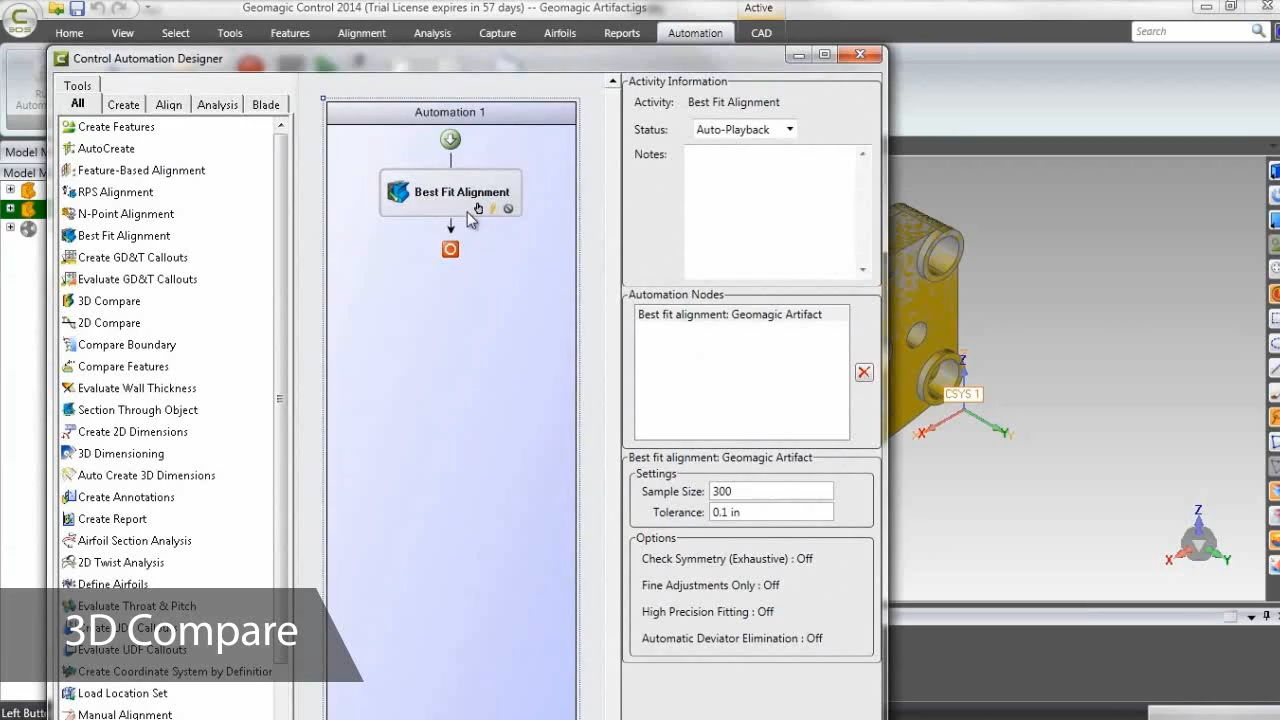 Geomagic Control 2014 (Trial License expires in 57 days) -- Geomagic Artifact.igs
Active
Home
View
Select
Tools
Features
Alignment
Analysis
Capture
Airfoils
Reports
Automation
CAD
Search
Control Automation Designer
Tools
All
Create
Align
Analysis
Blade
Create Features
AutoCreate
Feature-Based Alignment
RPS Alignment
N-Point Alignment
Best Fit Alignment
Create GD&T Callouts
Evaluate GD&T Callouts
3D Compare
2D Compare
Compare Boundary
Compare Features
Evaluate Wall Thickness
Section Through Object
Create 2D Dimensions
3D Dimensioning
Auto Create 3D Dimensions
Create Annotations
Create Report
Airfoil Section Analysis
2D Twist Analysis
Define Airfoils
Evaluate Throat & Pitch
Create UDF Callouts
Evaluate UDF Callouts
Create Coordinate System by Definition
Load Location Set
Manual Alignment
3D Compare
Automation 1
Best Fit Alignment
Activity Information
Activity: Best Fit Alignment
Status: Auto-Playback
Notes:
Automation Nodes
Best fit alignment: Geomagic Artifact
Best fit alignment: Geomagic Artifact
Settings
Sample Size: 300
Tolerance: 0.1 in
Options
Check Symmetry (Exhaustive) : Off
Fine Adjustments Only : Off
High Precision Fitting : Off
Automatic Deviator Elimination : Off
Z
CSYS 1
X
Y
Z
X
Y
Model M
Model M
Left Butt